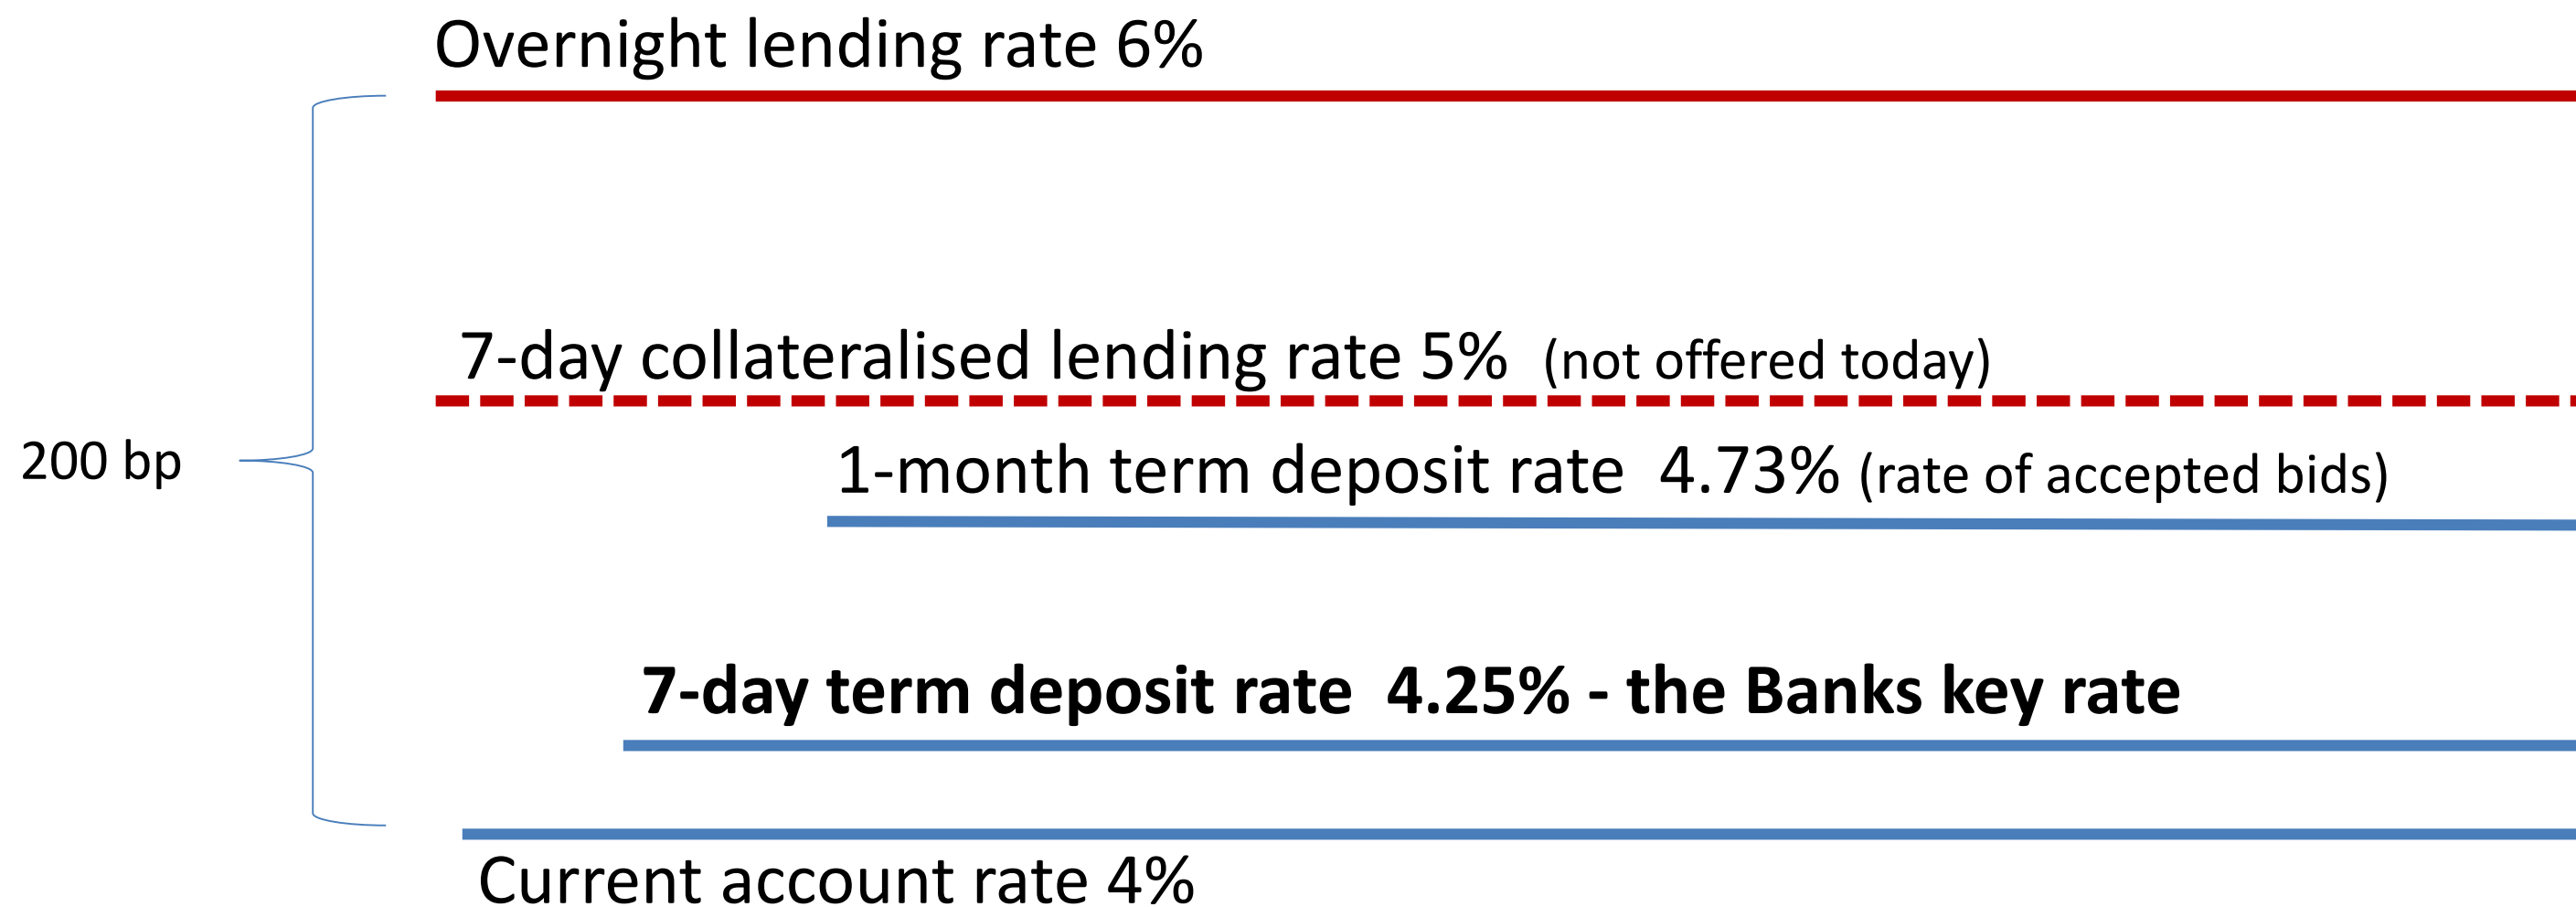 Overnight lending rate 6%
7-day collateralised lending rate 5% (not offered today)
200 bp
1-month term deposit rate 4.73% (rate of accepted bids)
7-day term deposit rate 4.25% - the Banks key rate
Current account rate 4%